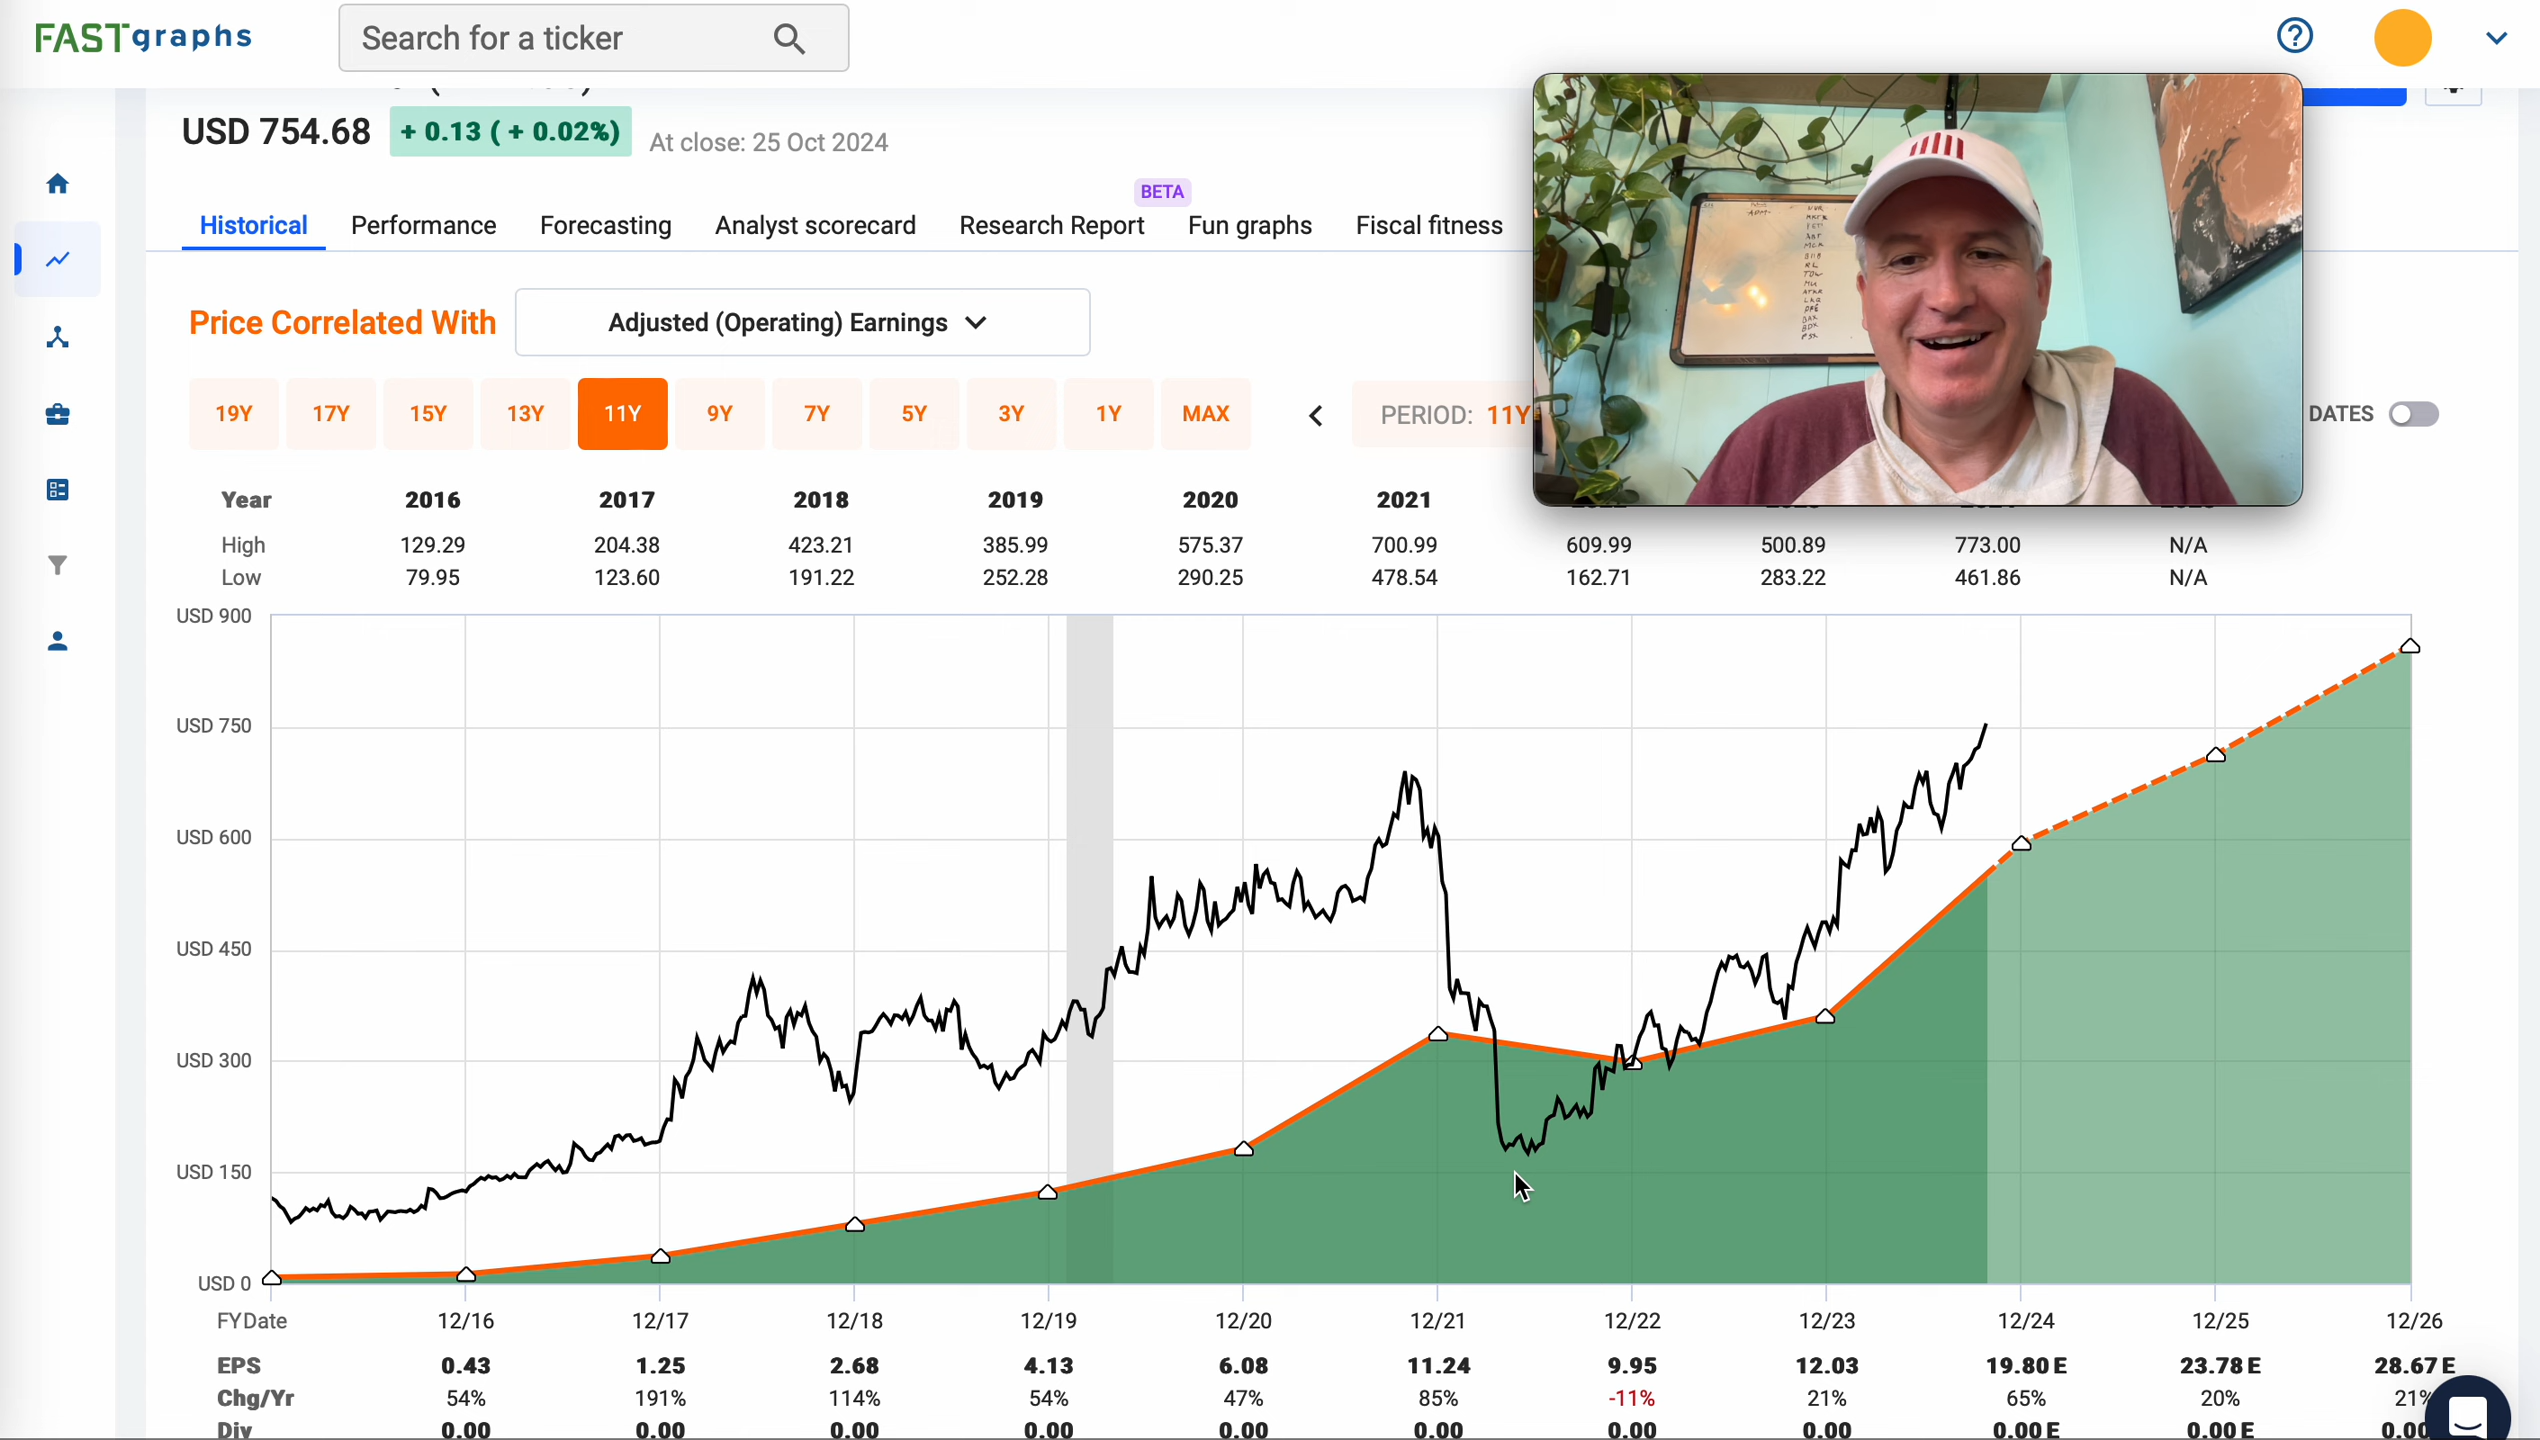 FASTgraphs
Search for a ticker
?
USD 754.68 + 0.13 ( + 0.02%) At close: 25 Oct 2024
BETA
Historical Performance Forecasting Analyst scorecard Research Report Fun graphs Fiscal fitness
Price Correlated With Adjusted (Operating) Earnings
19Y 17Y 15Y 13Y 11Y 9Y 7Y 5Y 3Y 1Y MAX PERIOD: 11Y DATES
Year 2016 2017 2018 2019 2020 2021
High 129.29 204.38 423.21 385.99 575.37 700.99 609.99 500.89 773.00 N/A
Low 79.95 123.60 191.22 252.28 290.25 478.54 162.71 283.22 461.86 N/A
USD 900
USD 750
USD 600
USD 450
USD 300
USD 150
USD 0
FYDate 12/16 12/17 12/18 12/19 12/20 12/21 12/22 12/23 12/24 12/25 12/26
EPS 0.43 1.25 2.68 4.13 6.08 11.24 9.95 12.03 19.80 E 23.78 E 28.67 E
Chg/Yr 54% 191% 114% 54% 47% 85% -11% 21% 65% 20% 21%
Div 0.00 0.00 0.00 0.00 0.00 0.00 0.00 0.00 0.00 E 0.00 E 0.00